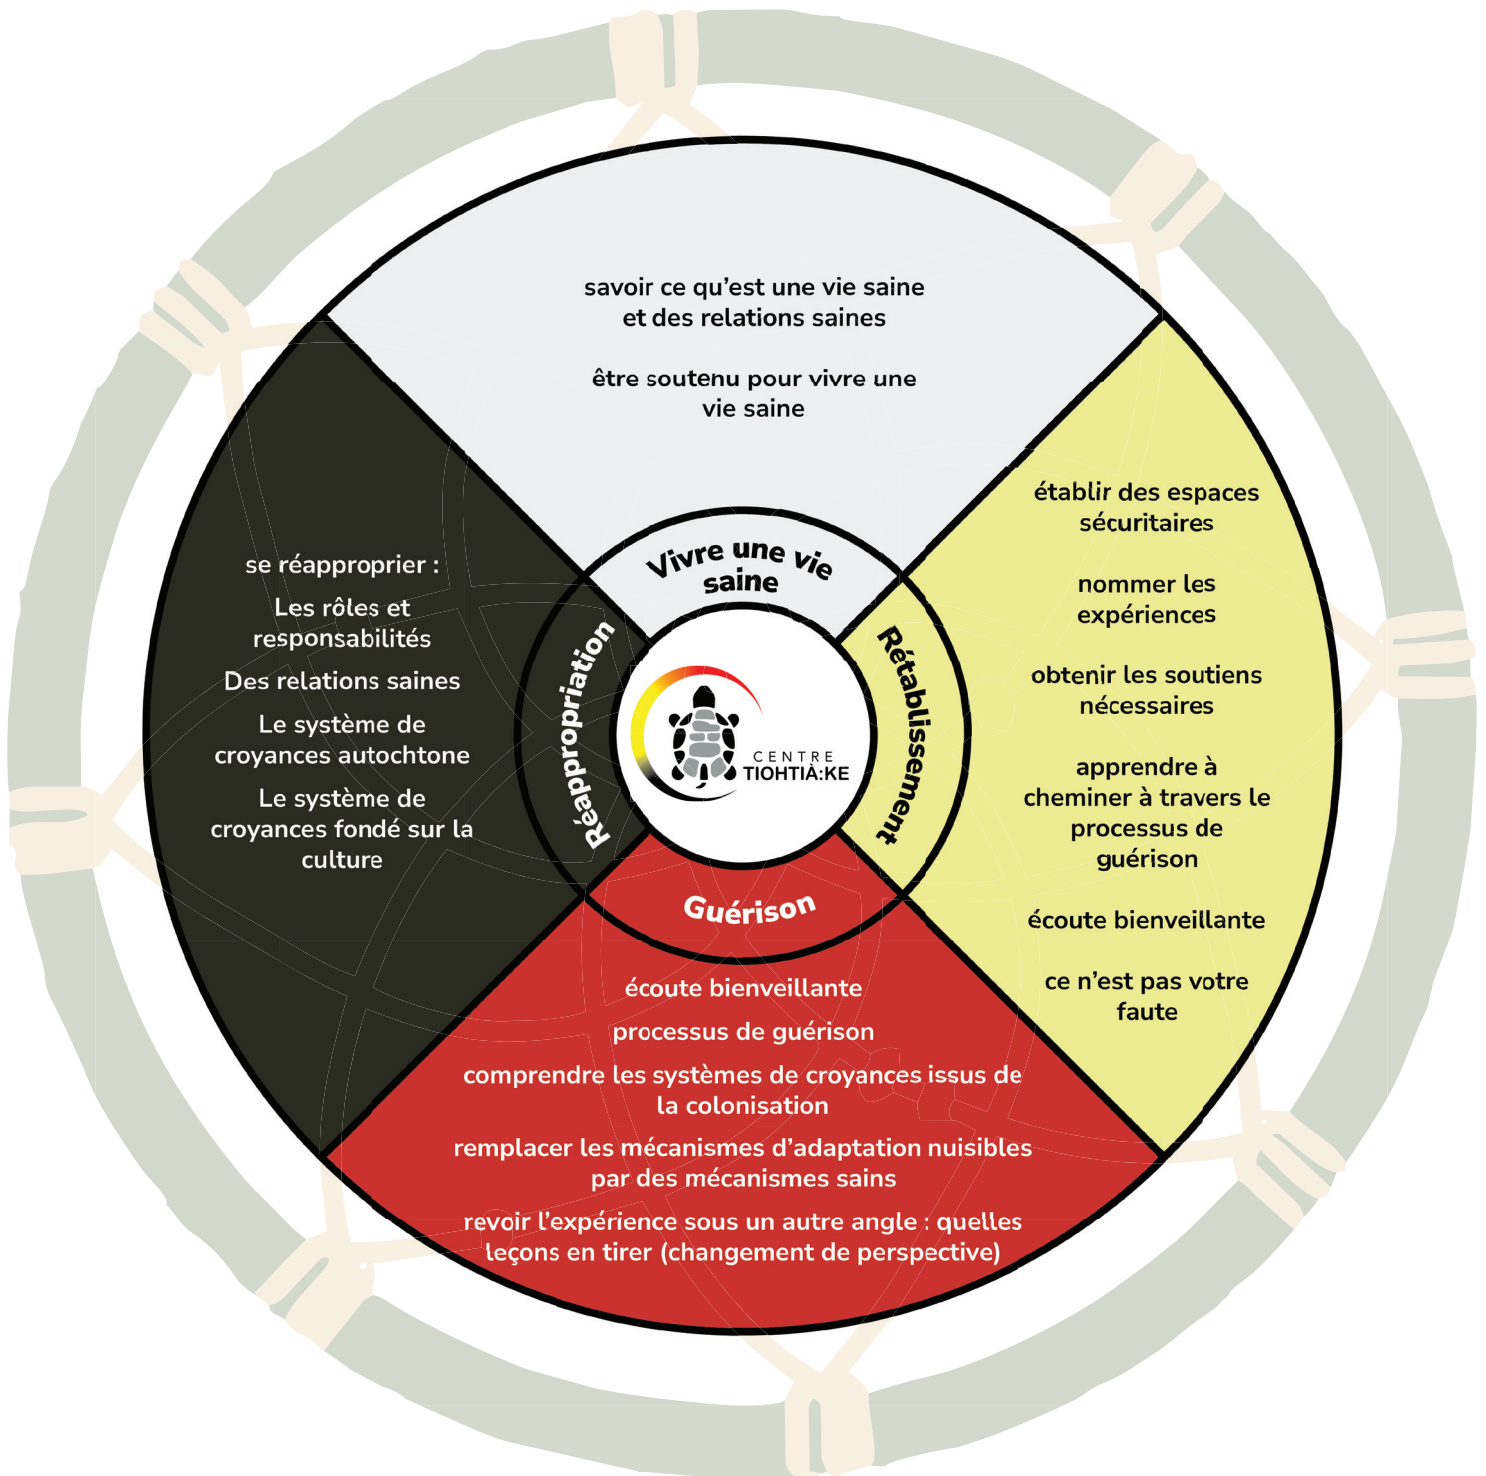 savoir ce qu’est une vie saine
et des relations saines
être soutenu pour vivre une
vie saine
Vivre une vie
saine
établir des espaces
sécuritaires
nommer les
expériences
obtenir les soutiens
nécessaires
apprendre à
cheminer à travers le
processus de
guérison
écoute bienveillante
ce n’est pas votre
faute
Rétablissement
Guérison
écoute bienveillante
processus de guérison
comprendre les systèmes de croyances issus de
la colonisation
remplacer les mécanismes d’adaptation nuisibles
par des mécanismes sains
revoir l’expérience sous un autre angle : quelles
leçons en tirer (changement de perspective)
Réappropriation
se réapproprier :
Les rôles et
responsabilités
Des relations saines
Le système de
croyances autochtone
Le système de
croyances fondé sur la
culture
CENTRE
TIOHTIÀ:KE